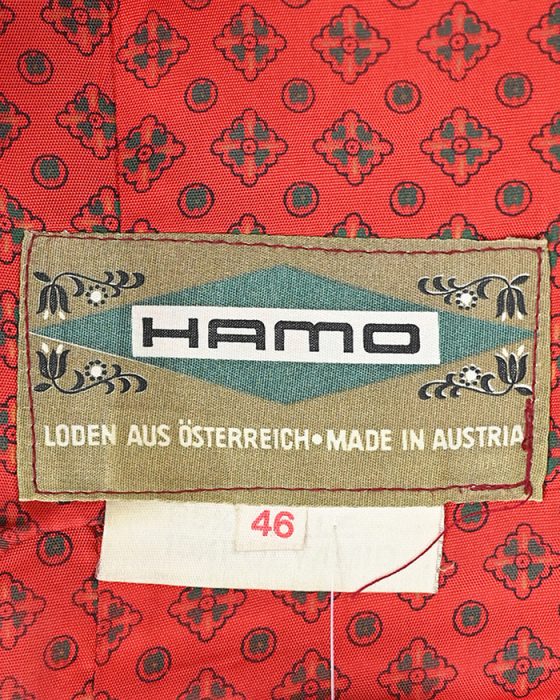 HAMO
LODEN AUS ÖSTERREICH•MADE IN AUSTRIA
46